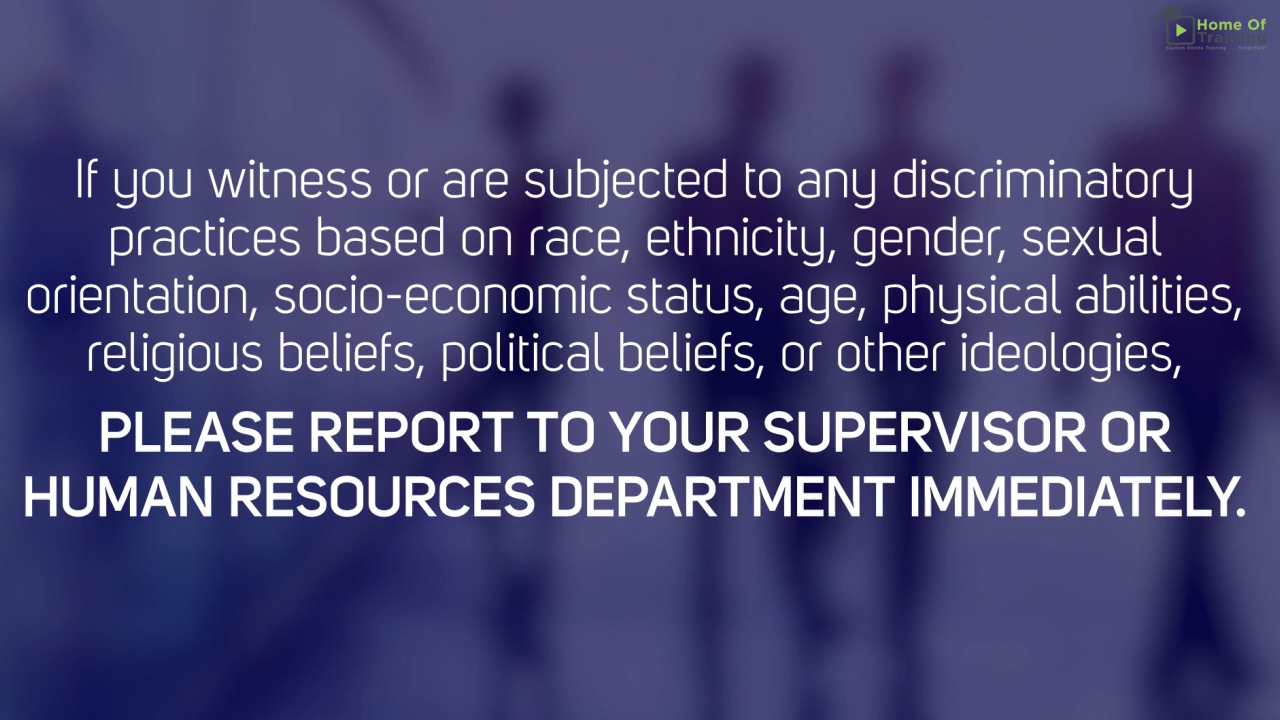 Home Of
Training
If you witness or are subjected to any discriminatory
practices based on race, ethnicity, gender, sexual
orientation, socio-economic status, age, physical abilities,
religious beliefs, political beliefs, or other ideologies,
PLEASE REPORT TO YOUR SUPERVISOR OR
HUMAN RESOURCES DEPARTMENT IMMEDIATELY.